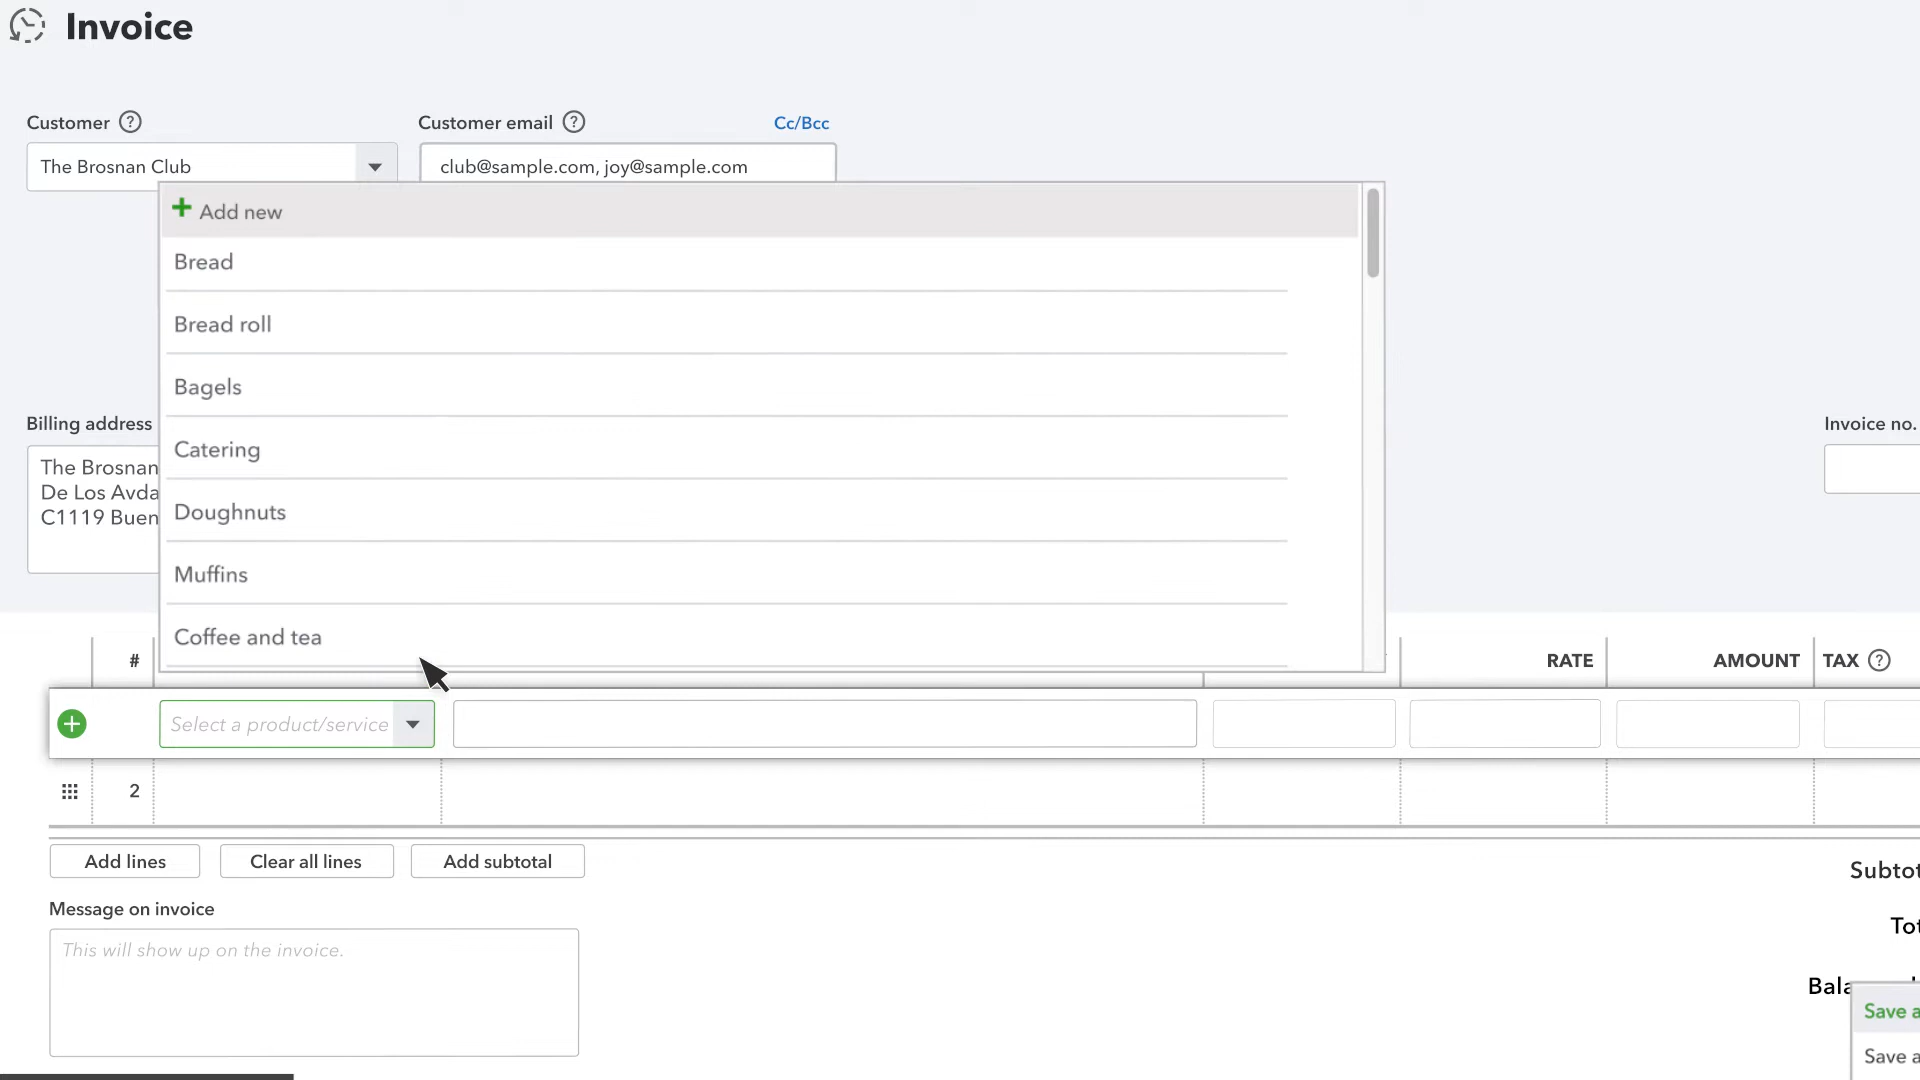 Invoice
Customer ?
Customer email ?
Cc/Bcc
The Brosnan Club
club@sample.com, joy@sample.com
+ Add new
Bread
Bread roll
Bagels
Catering
Doughnuts
Muffins
Coffee and tea
Billing address
The Brosnan
De Los Avda
C1119 Buen
Invoice no.
# RATE AMOUNT TAX ?
Select a product/service
2
Add lines Clear all lines Add subtotal
Message on invoice
This will show up on the invoice.
Subtot
Tot
Bala
Save a
Save a